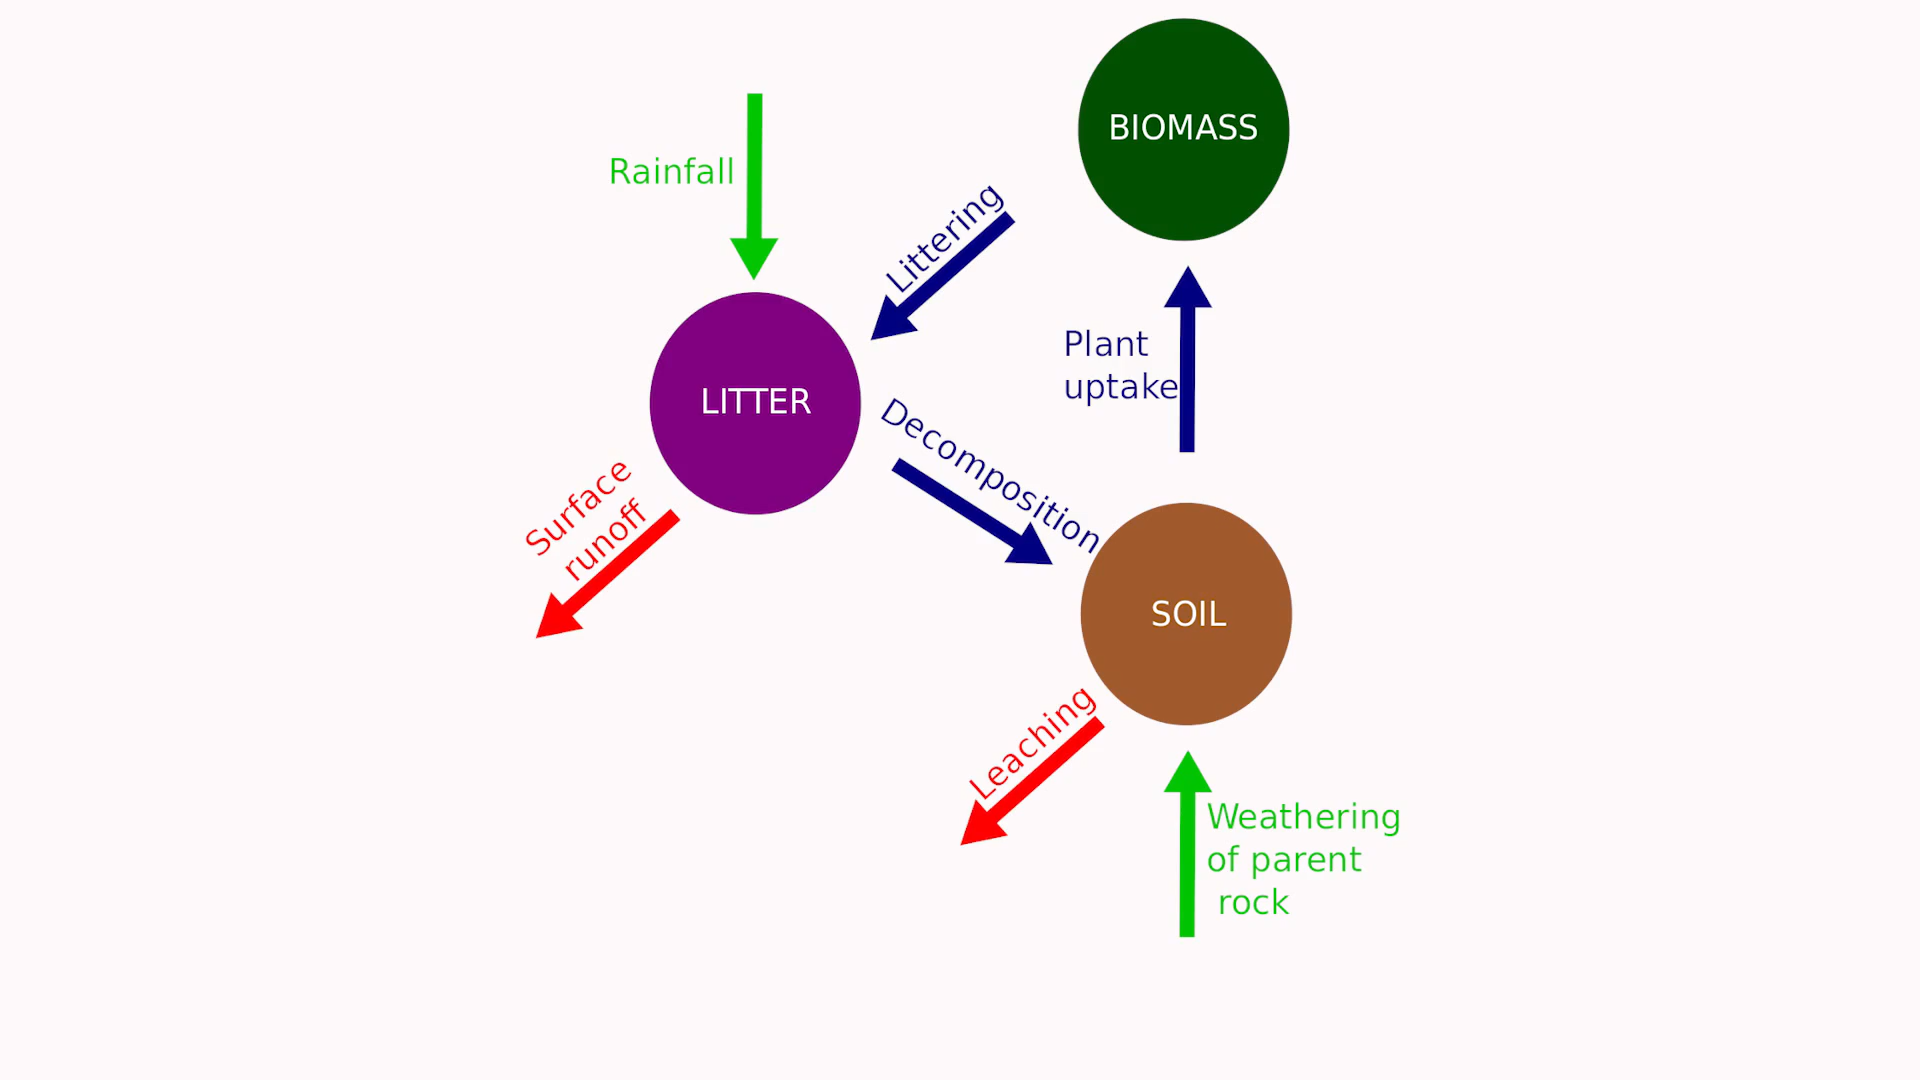 BIOMASS
Rainfall
Littering
Plant
uptake
LITTER
Decomposition
Surface
runoff
SOIL
Leaching
Weathering
of parent
rock